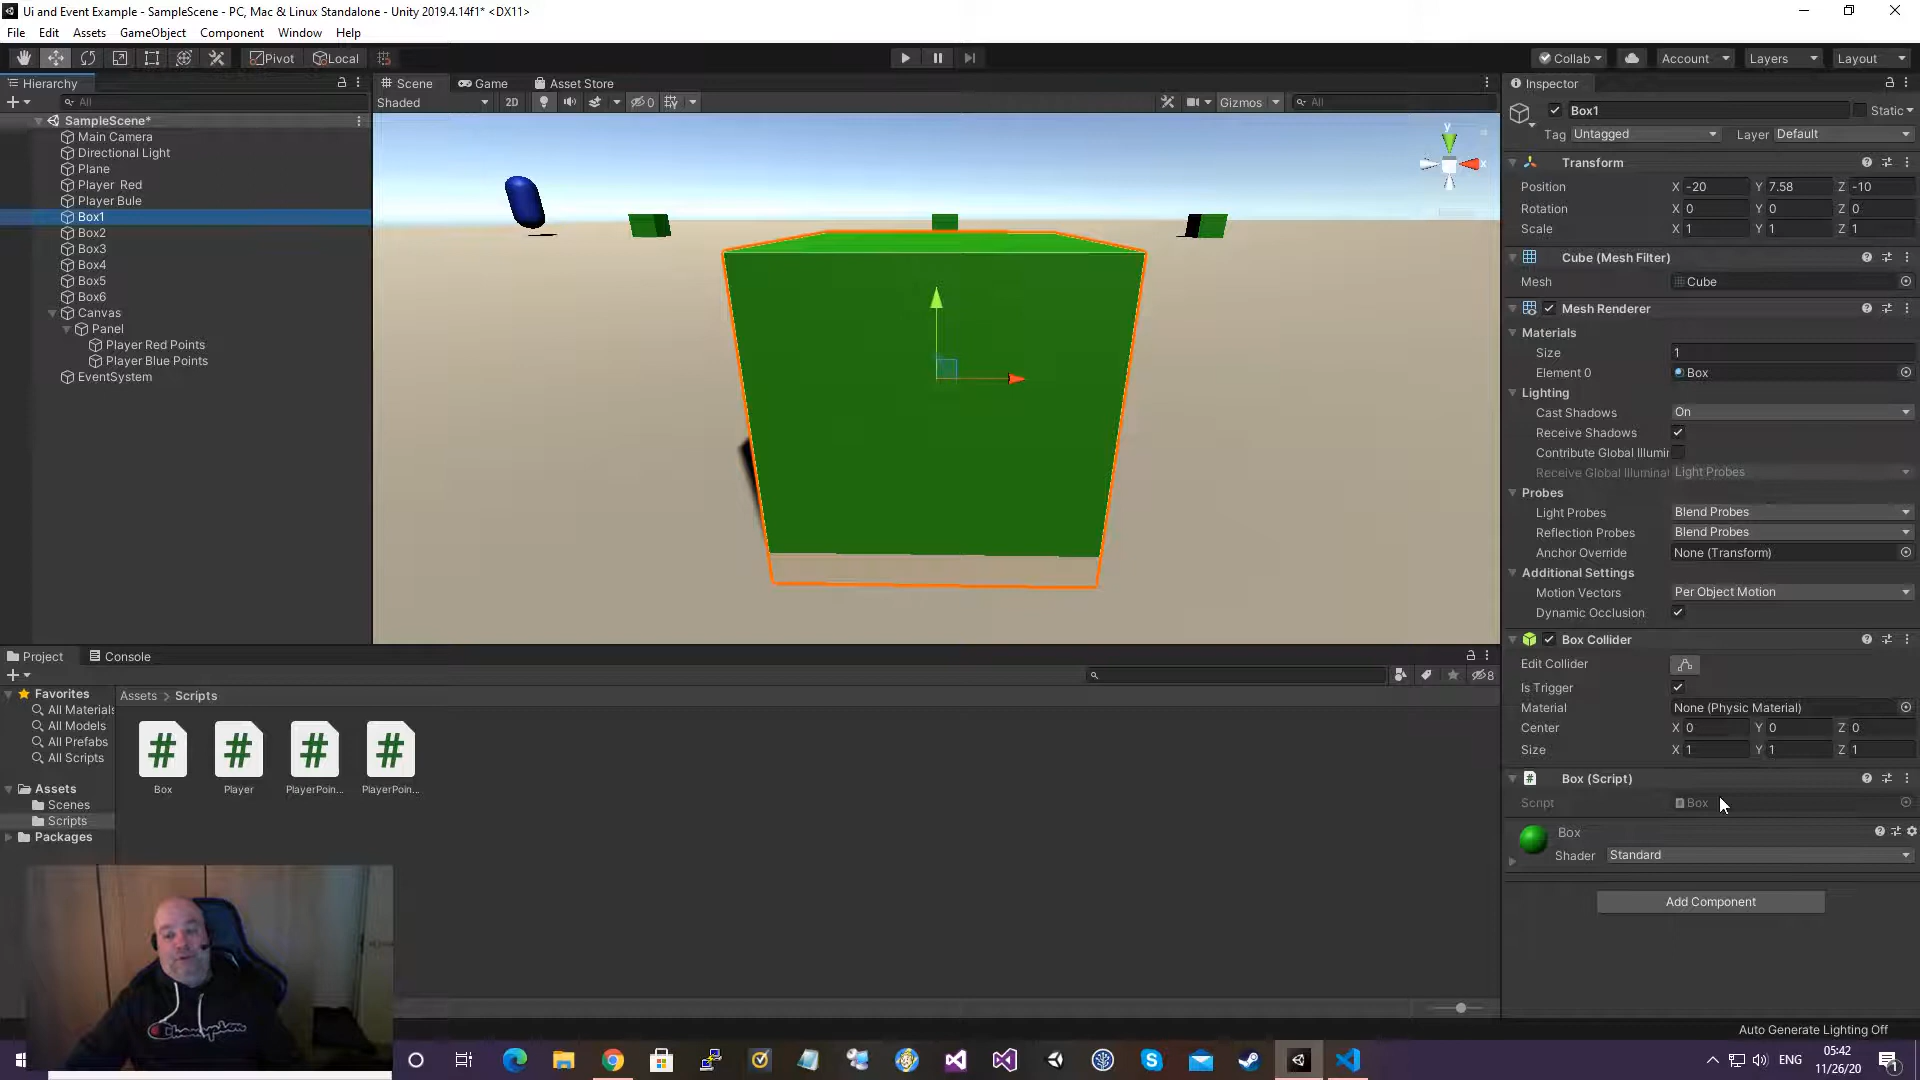 Ui and Event Example - SampleScene - PC, Mac & Linux Standalone - Unity 2019.4.14f1* <DX11>
File Edit Assets GameObject Component Window Help
Pivot Local
Collab Account Layers Layout
Hierarchy
All
SampleScene*
Main Camera
Directional Light
Plane
Player Red
Player Bule
Box1
Box2
Box3
Box4
Box5
Box6
Canvas
Panel
Player Red Points
Player Blue Points
EventSystem
Scene Game Asset Store
Shaded 2D 0 Gizmos All
y
x
Inspector
Box1 Static
Tag Untagged Layer Default
Transform
Position X -20 Y 7.58 Z -10
Rotation X 0 Y 0 Z 0
Scale X 1 Y 1 Z 1
Cube (Mesh Filter)
Mesh Cube
Mesh Renderer
Materials
Size 1
Element 0 Box
Lighting
Cast Shadows On
Receive Shadows
Contribute Global Illumi
Receive Global Illuminat Light Probes
Probes
Light Probes Blend Probes
Reflection Probes Blend Probes
Anchor Override None (Transform)
Additional Settings
Motion Vectors Per Object Motion
Dynamic Occlusion
Box Collider
Edit Collider
Is Trigger
Material None (Physic Material)
Center X 0 Y 0 Z 0
Size X 1 Y 1 Z 1
Box (Script)
Script Box
Box
Shader Standard
Add Component
Project Console
8
Favorites
All Materials
All Models
All Prefabs
All Scripts
Assets
Scenes
Scripts
Packages
Assets > Scripts
Box Player PlayerPoin... PlayerPoin...
Champion
Auto Generate Lighting Off
ENG
05:42
11/26/20
1